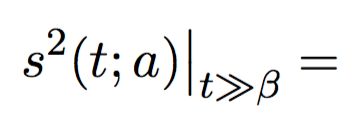 s²(t; a)|ₜ≫ᵦ =